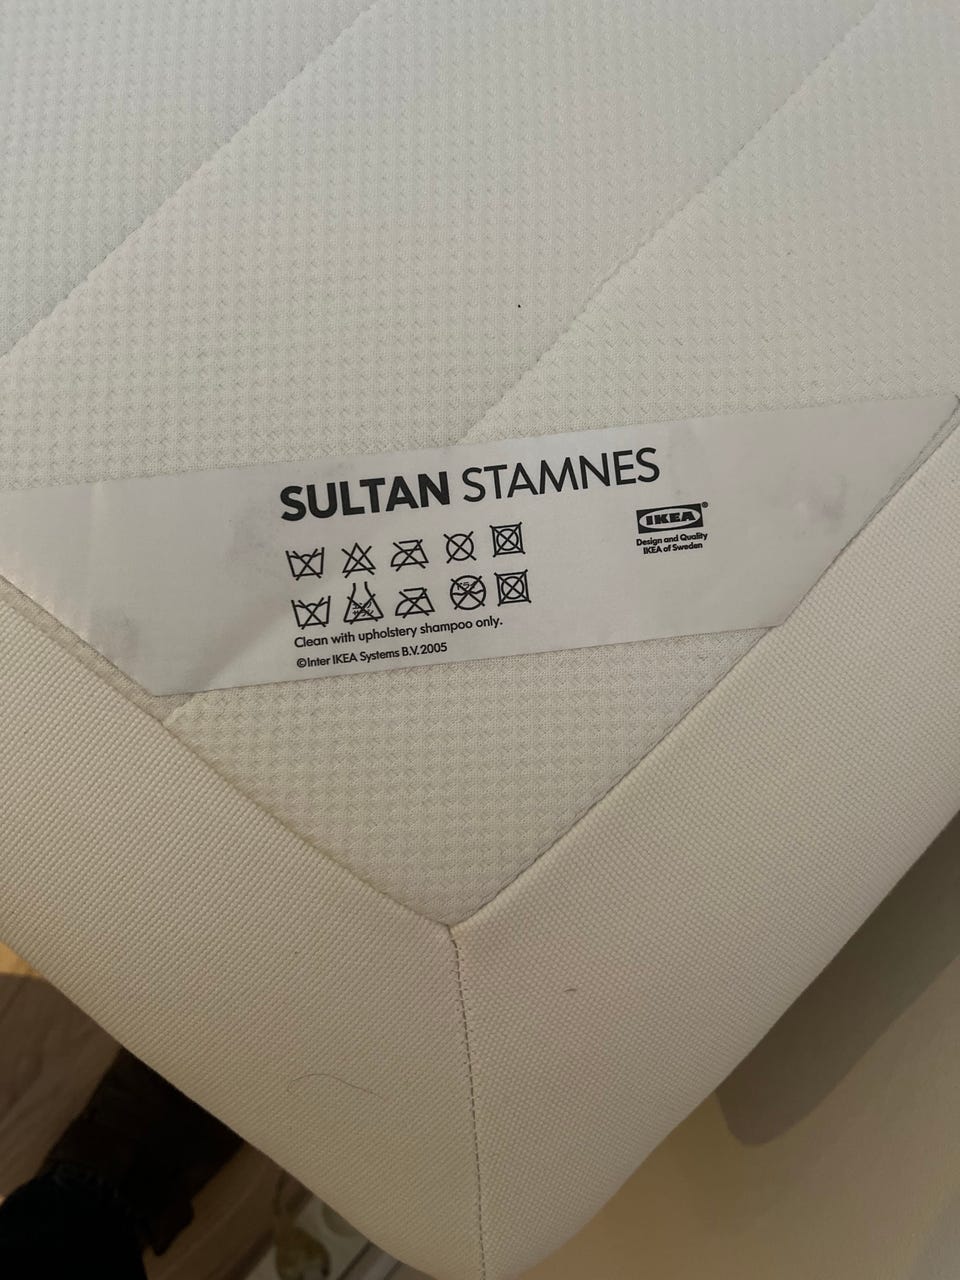 SULTAN STAMNES
IKEA®
Design and Quality
IKEA of Sweden
Clean with upholstery shampoo only.
©Inter IKEA Systems B.V. 2005